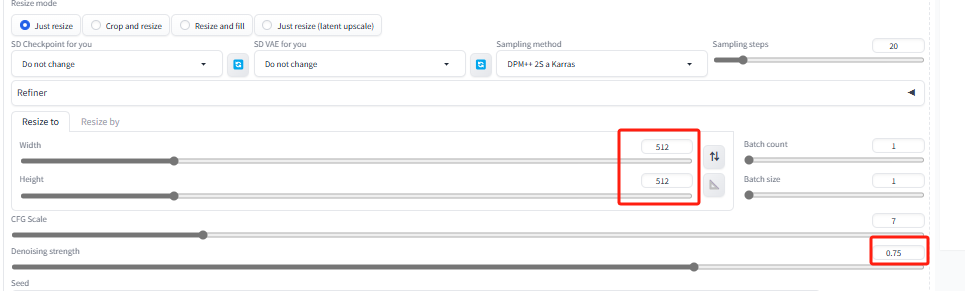 Resize mode
Just resize Crop and resize Resize and fill Just resize (latent upscale)
SD Checkpoint for you SD VAE for you Sampling method Sampling steps 20
Do not change Do not change DPM++ 2S a Karras
Refiner
Resize to Resize by
Width 512 Batch count 1
Height 512 Batch size 1
CFG Scale 7
Denoising strength 0.75
Seed